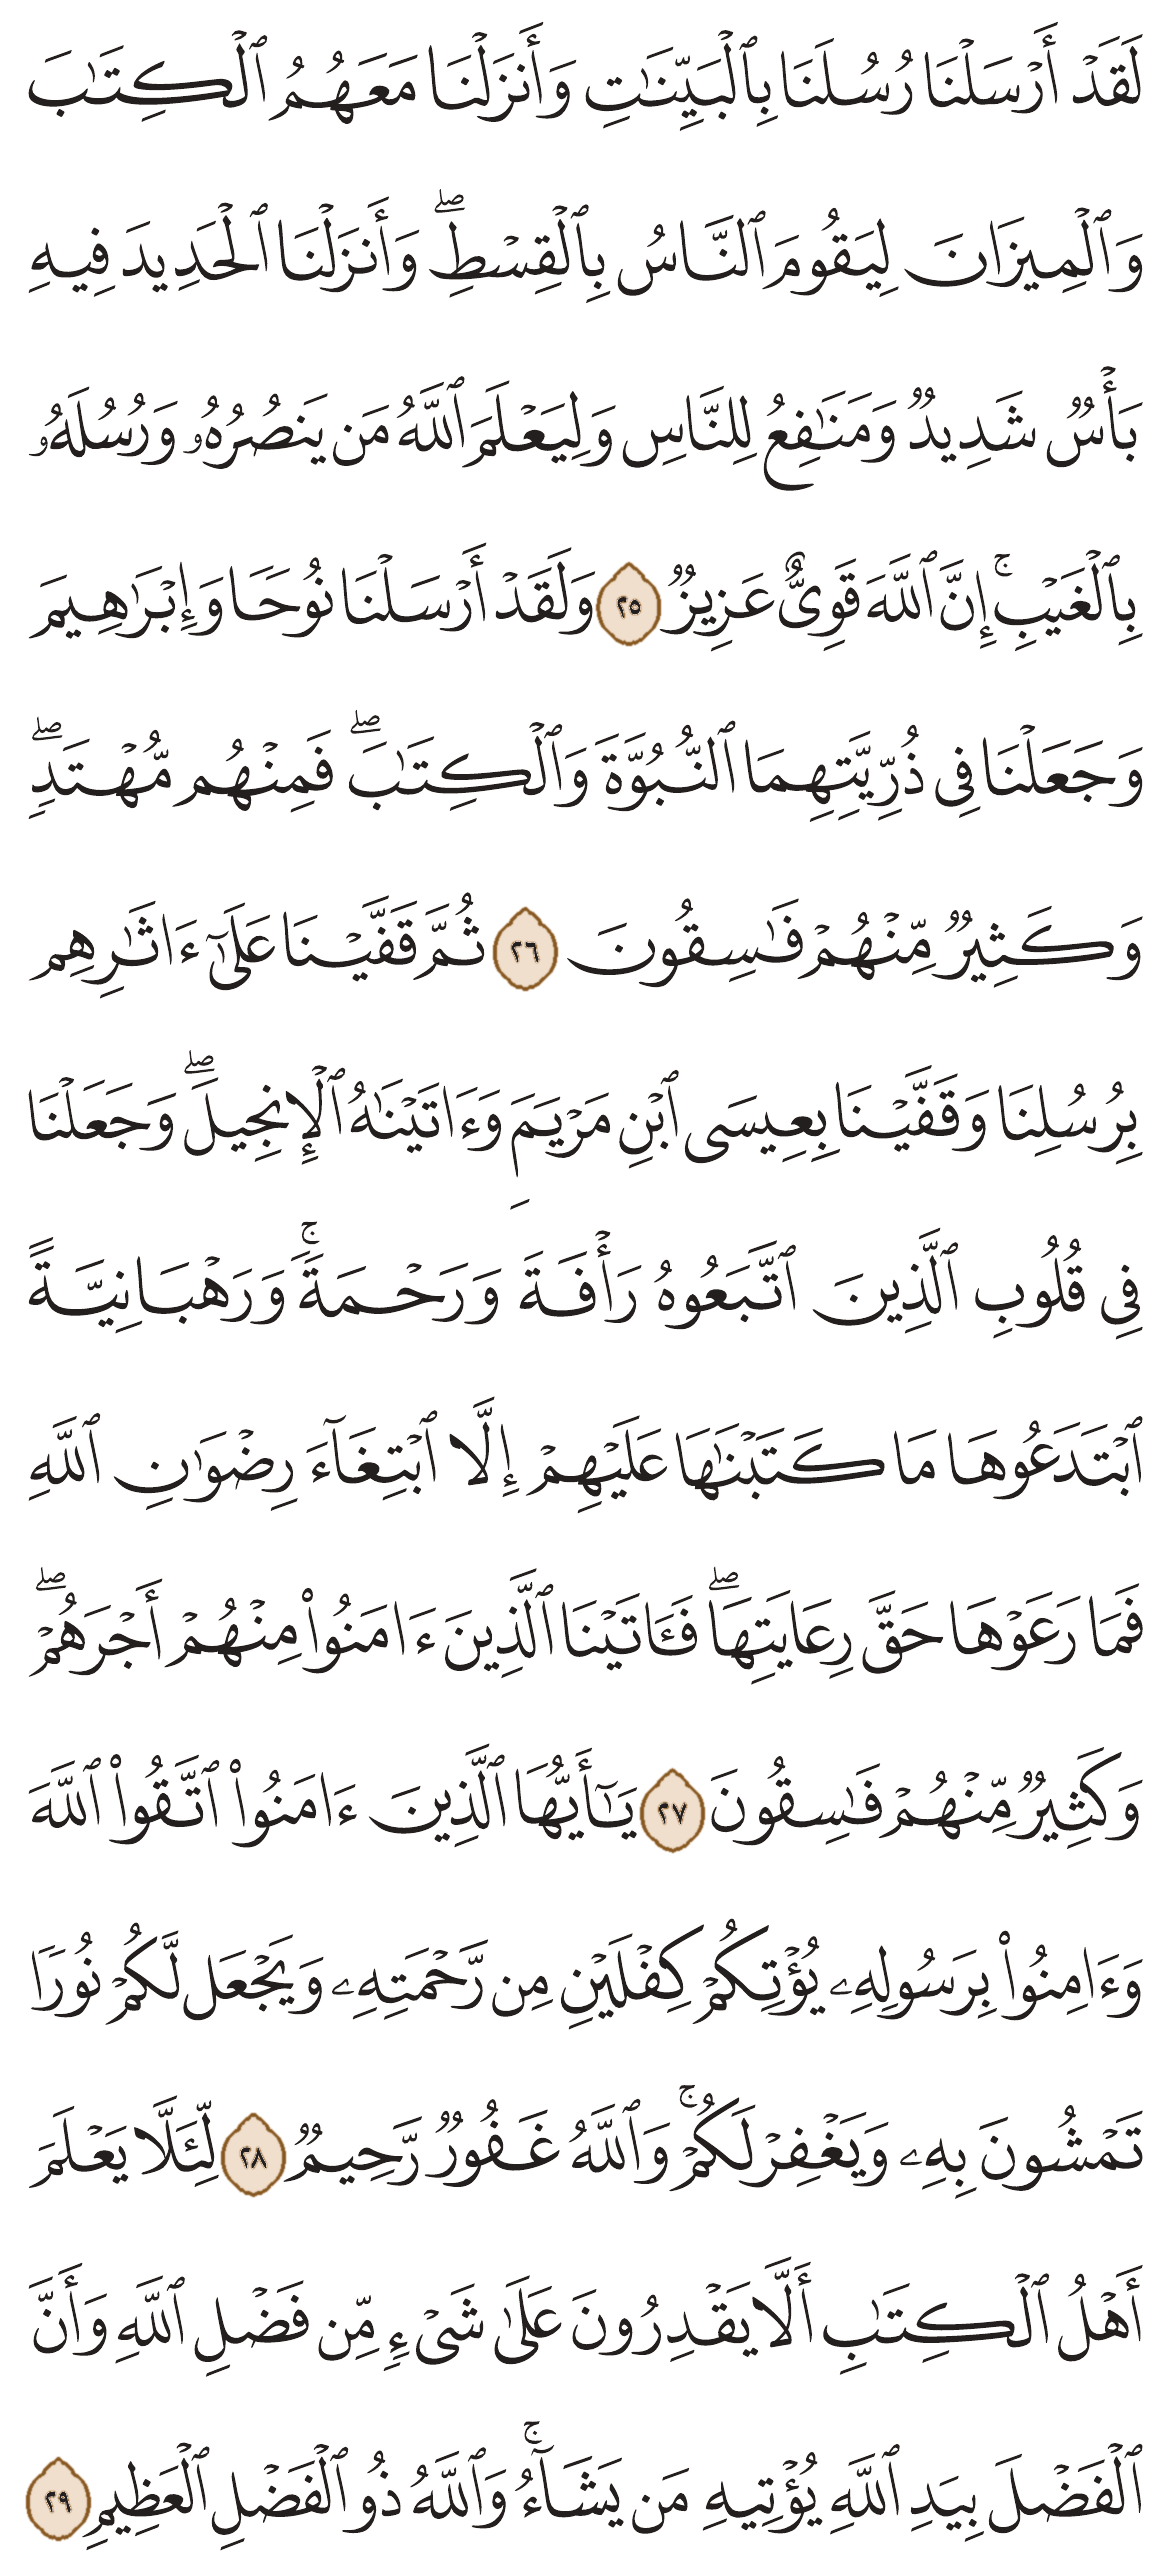 لَقَدْ أَرْسَلْنَا رُسُلَنَا بِٱلْبَيِّنَٰتِ وَأَنزَلْنَا مَعَهُمُ ٱلْكِتَٰبَ
وَٱلْمِيزَانَ لِيَقُومَ ٱلنَّاسُ بِٱلْقِسْطِۖ وَأَنزَلْنَا ٱلْحَدِيدَ فِيهِ
بَأْسٌ شَدِيدٌ وَمَنَٰفِعُ لِلنَّاسِ وَلِيَعْلَمَ ٱللَّهُ مَن يَنصُرُهُۥ وَرُسُلَهُۥ
بِٱلْغَيْبِۚ إِنَّ ٱللَّهَ قَوِىٌّ عَزِيزٌ ٢٥ وَلَقَدْ أَرْسَلْنَا نُوحًا وَإِبْرَٰهِيمَ
وَجَعَلْنَا فِى ذُرِّيَّتِهِمَا ٱلنُّبُوَّةَ وَٱلْكِتَٰبَۖ فَمِنْهُم مُّهْتَدٍۖ
وَكَثِيرٌ مِّنْهُمْ فَٰسِقُونَ ٢٦ ثُمَّ قَفَّيْنَا عَلَىٰٓ ءَاثَٰرِهِم
بِرُسُلِنَا وَقَفَّيْنَا بِعِيسَى ٱبْنِ مَرْيَمَ وَءَاتَيْنَٰهُ ٱلْإِنجِيلَۖ وَجَعَلْنَا
فِى قُلُوبِ ٱلَّذِينَ ٱتَّبَعُوهُ رَأْفَةً وَرَحْمَةًۚ وَرَهْبَانِيَّةً
ٱبْتَدَعُوهَا مَا كَتَبْنَٰهَا عَلَيْهِمْ إِلَّا ٱبْتِغَآءَ رِضْوَٰنِ ٱللَّهِ
فَمَا رَعَوْهَا حَقَّ رِعَايَتِهَاۖ فَـَٔاتَيْنَا ٱلَّذِينَ ءَامَنُوا۟ مِنْهُمْ أَجْرَهُمْۖ
وَكَثِيرٌ مِّنْهُمْ فَٰسِقُونَ ٢٧ يَٰٓأَيُّهَا ٱلَّذِينَ ءَامَنُوا۟ ٱتَّقُوا۟ ٱللَّهَ
وَءَامِنُوا۟ بِرَسُولِهِۦ يُؤْتِكُمْ كِفْلَيْنِ مِن رَّحْمَتِهِۦ وَيَجْعَل لَّكُمْ نُورًا
تَمْشُونَ بِهِۦ وَيَغْفِرْ لَكُمْۚ وَٱللَّهُ غَفُورٌ رَّحِيمٌ ٢٨ لِّئَلَّا يَعْلَمَ
أَهْلُ ٱلْكِتَٰبِ أَلَّا يَقْدِرُونَ عَلَىٰ شَىْءٍ مِّن فَضْلِ ٱللَّهِ وَأَنَّ
ٱلْفَضْلَ بِيَدِ ٱللَّهِ يُؤْتِيهِ مَن يَشَآءُۚ وَٱللَّهُ ذُو ٱلْفَضْلِ ٱلْعَظِيمِ ٢٩